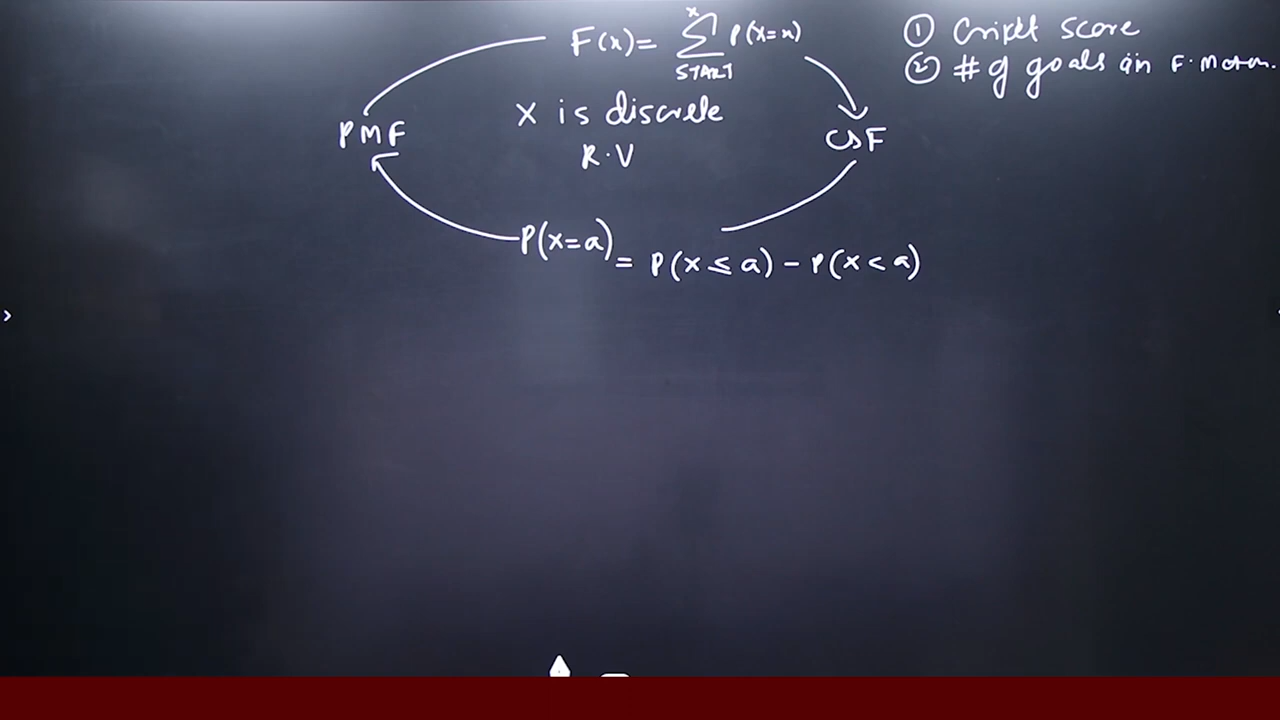 F(x) = x Σ START P(X=x)
① Cricket score
② # of goals in F. Match.
X is discrete
R.V
PMF
CDF
P(X=a) = P(X≤a) - P(X<a)